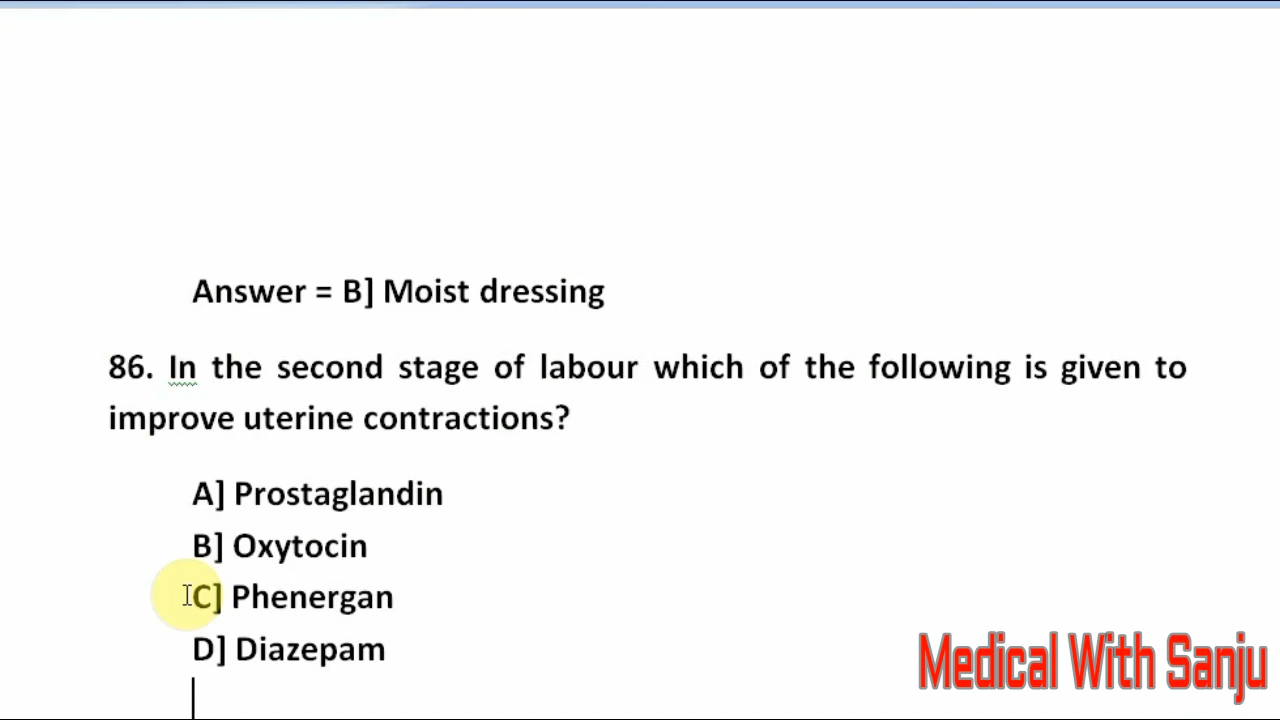 Answer = B] Moist dressing
86. In the second stage of labour which of the following is given to
improve uterine contractions?
A] Prostaglandin
B] Oxytocin
C] Phenergan
D] Diazepam
Medical With Sanju